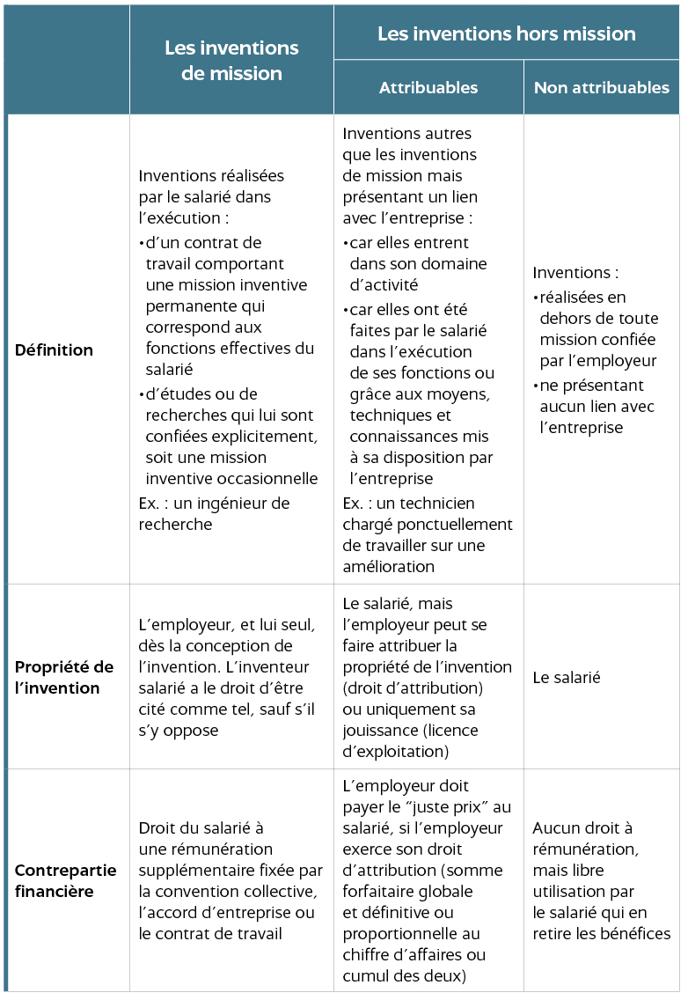 Les inventions
de mission
Les inventions hors mission
Attribuables
Non attribuables
Définition
Inventions réalisées
par le salarié dans
l’exécution :
•d’un contrat de
travail comportant
une mission inventive
permanente qui
correspond aux
fonctions effectives du
salarié
•d’études ou de
recherches qui lui sont
confiées explicitement,
soit une mission
inventive occasionnelle
Ex. : un ingénieur de
recherche
Inventions autres
que les inventions
de mission mais
présentant un lien
avec l’entreprise :
•car elles entrent
dans son domaine
d’activité
•car elles ont été
faites par le salarié
dans l’exécution
de ses fonctions ou
grâce aux moyens,
techniques et
connaissances mis
à sa disposition par
l’entreprise
Ex. : un technicien
chargé ponctuellement
de travailler sur une
amélioration
Inventions :
•réalisées en
dehors de toute
mission confiée
par l’employeur
•ne présentant
aucun lien avec
l’entreprise
Propriété de
l’invention
L’employeur, et lui seul,
dès la conception de
l’invention. L’inventeur
salarié a le droit d’être
cité comme tel, sauf s’il
s’y oppose
Le salarié, mais
l’employeur peut se
faire attribuer la
propriété de l’invention
(droit d’attribution)
ou uniquement sa
jouissance (licence
d’exploitation)
Le salarié
Contrepartie
financière
Droit du salarié à
une rémunération
supplémentaire fixée par
la convention collective,
l’accord d’entreprise ou
le contrat de travail
L’employeur doit
payer le “juste prix” au
salarié, si l’employeur
exerce son droit
d’attribution (somme
forfaitaire globale
et définitive ou
proportionnelle au
chiffre d’affaires ou
cumul des deux)
Aucun droit à
rémunération,
mais libre
utilisation par
le salarié qui en
retire les bénéfices